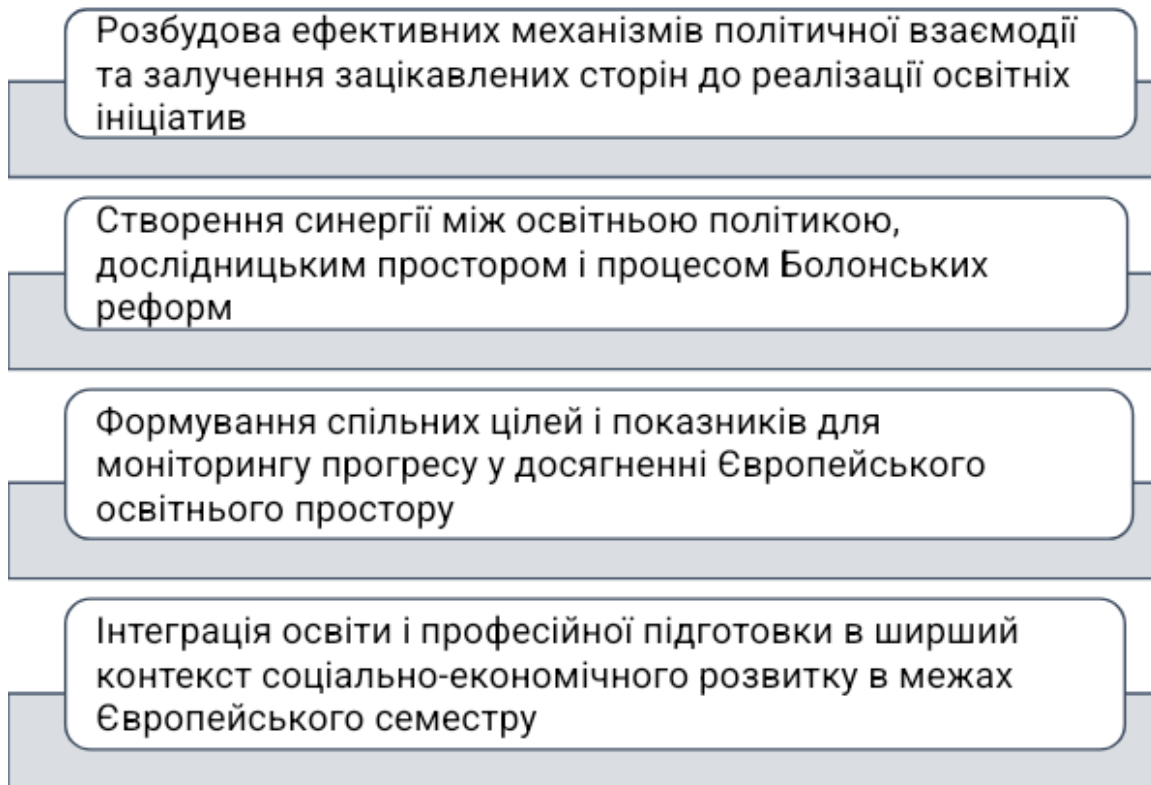 Розбудова ефективних механізмів політичної взаємодії
та залучення зацікавлених сторін до реалізації освітніх
ініціатив
Створення синергії між освітньою політикою,
дослідницьким простором і процесом Болонських
реформ
Формування спільних цілей і показників для
моніторингу прогресу у досягненні Європейського
освітнього простору
Інтеграція освіти і професійної підготовки в ширший
контекст соціально-економічного розвитку в межах
Європейського семестру